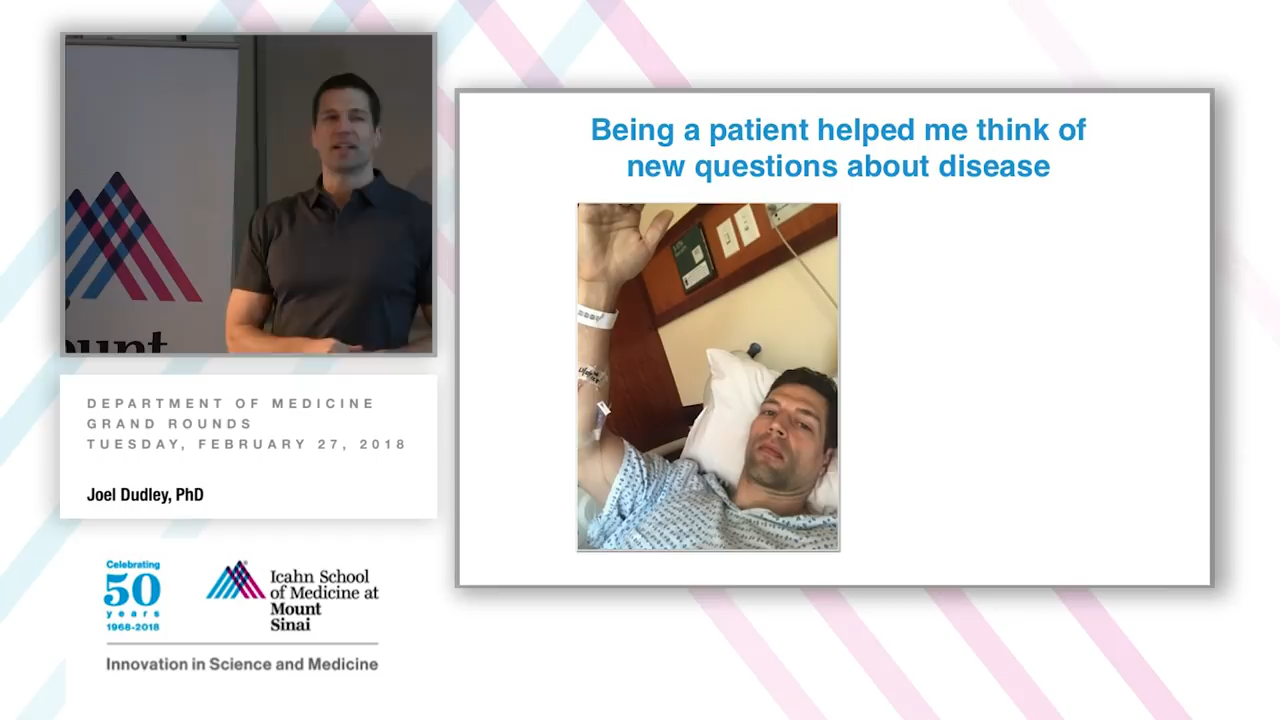 ount
DEPARTMENT OF MEDICINE
GRAND ROUNDS
TUESDAY, FEBRUARY 27, 2018
Joel Dudley, PhD
Celebrating
50
years
1968-2018
Icahn School
of Medicine at
Mount
Sinai
Innovation in Science and Medicine
Being a patient helped me think of
new questions about disease